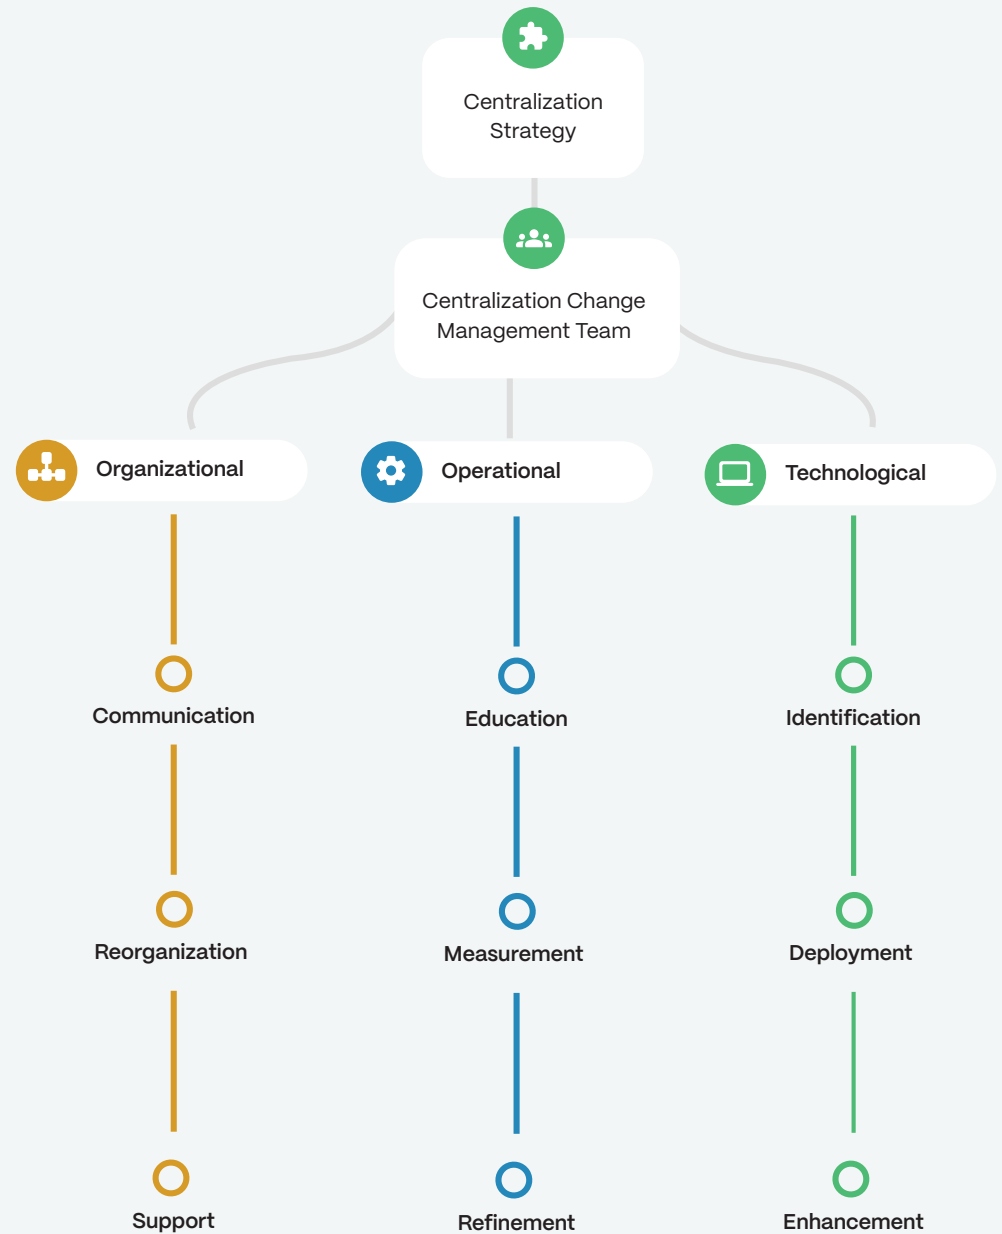 Centralization
Strategy
Centralization Change
Management Team
Organizational
Operational
Technological
Communication
Education
Identification
Reorganization
Measurement
Deployment
Support
Refinement
Enhancement